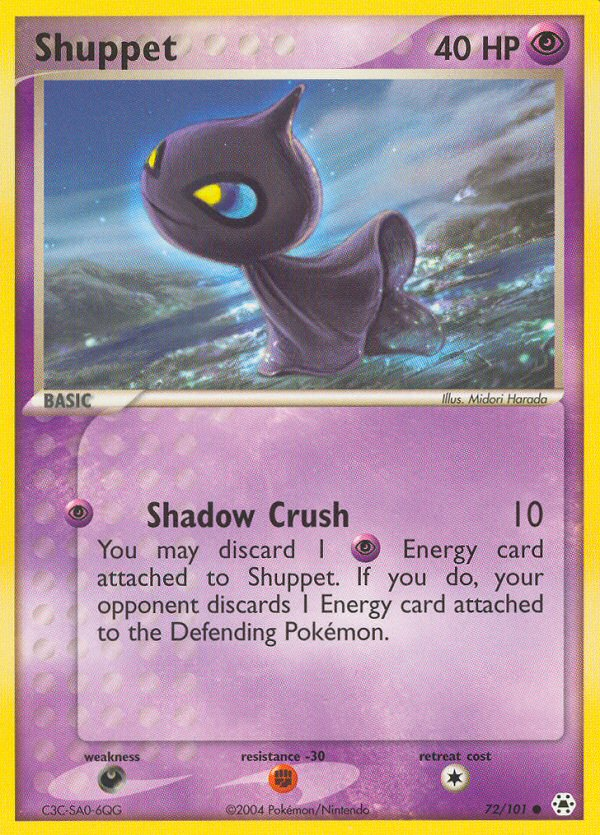 Shuppet 40 HP
BASIC Illus. Midori Harada
Shadow Crush 10
You may discard 1 Energy card
attached to Shuppet. If you do, your
opponent discards 1 Energy card attached
to the Defending Pokémon.
weakness resistance -30 retreat cost
C3C-SA0-6QG ©2004 Pokémon/Nintendo 72/101